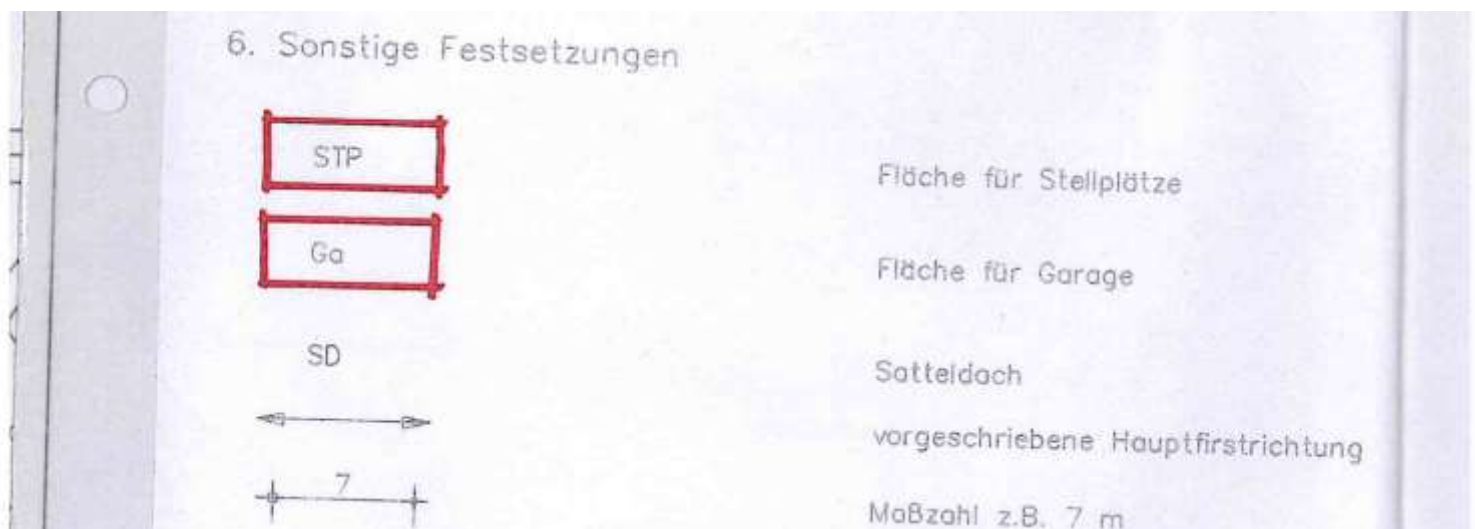 6. Sonstige Festsetzungen
STP
Fläche für Stellplätze
Ga
Fläche für Garage
SD
Satteldach
vorgeschriebene Hauptfirstrichtung
7
Maßzahl z.B. 7 m